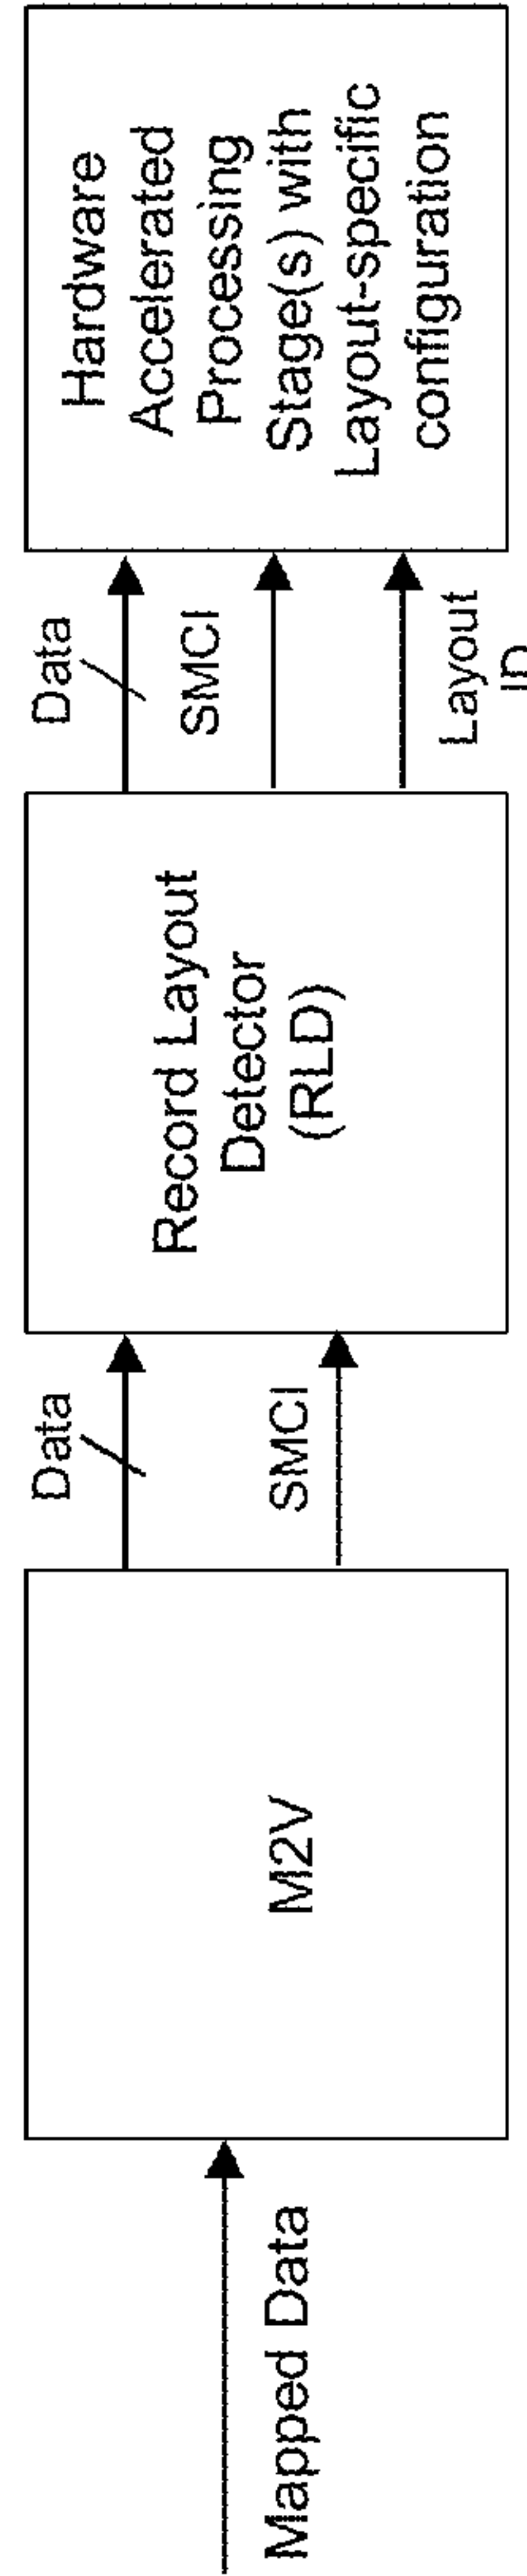 Mapped Data
M2V
Data
SMCI
Record Layout
Detector
(RLD)
Data
SMCI
Layout
ID
Hardware
Accelerated
Processing
Stage(s) with
Layout-specific
configuration